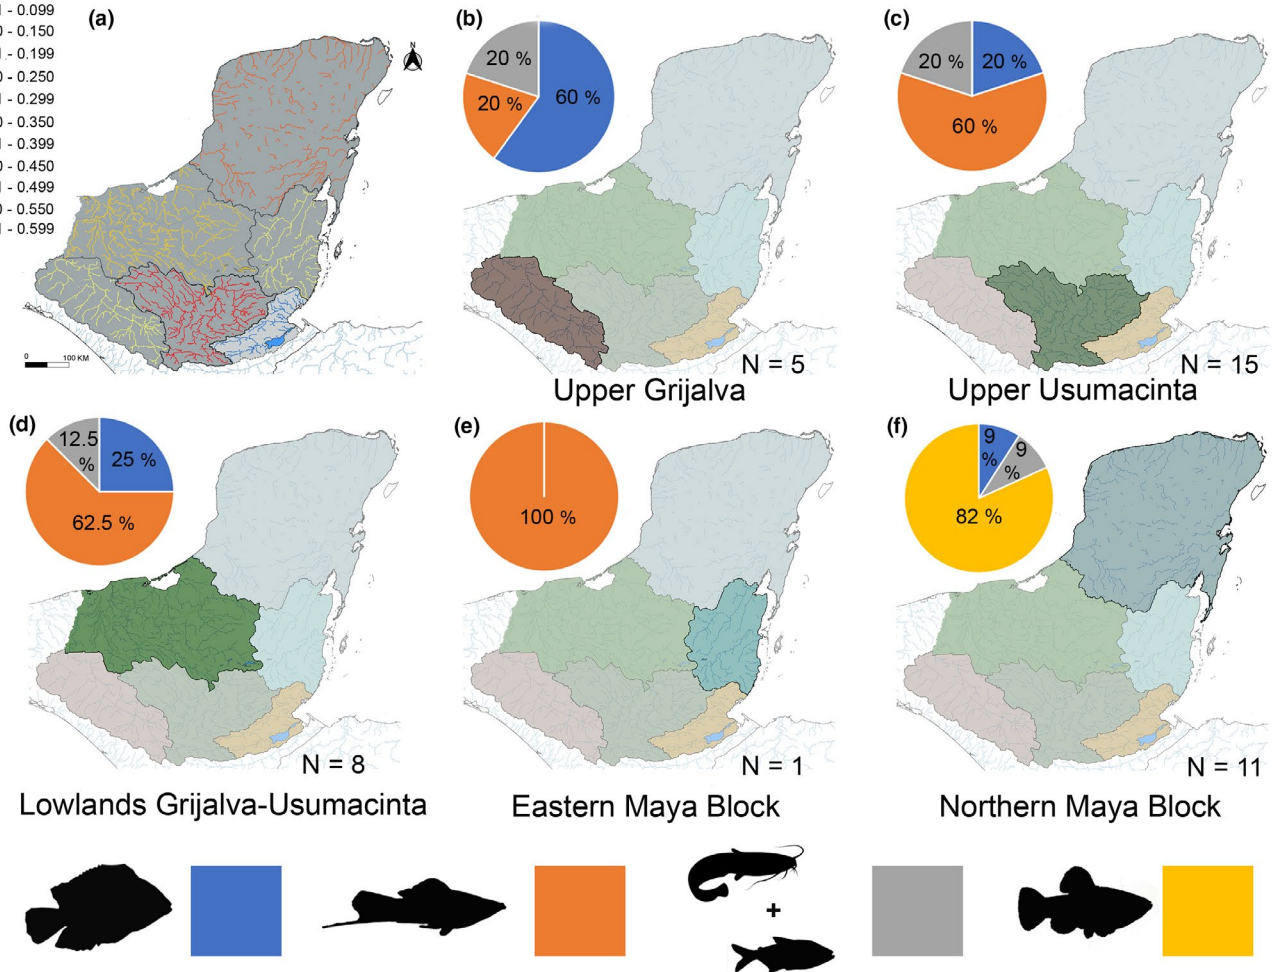 - 0.099
- 0.150
- 0.199
- 0.250
- 0.299
- 0.350
- 0.399
- 0.450
- 0.499
- 0.550
- 0.599
(a)
N
0 100 KM
(b)
20 %
20 %
60 %
N = 5
Upper Grijalva
(c)
20 %
20 %
60 %
N = 15
Upper Usumacinta
(d)
12.5
%
25 %
62.5 %
N = 8
Lowlands Grijalva-Usumacinta
(e)
100 %
N = 1
Eastern Maya Block
(f)
9
%
9
%
82 %
N = 11
Northern Maya Block
+